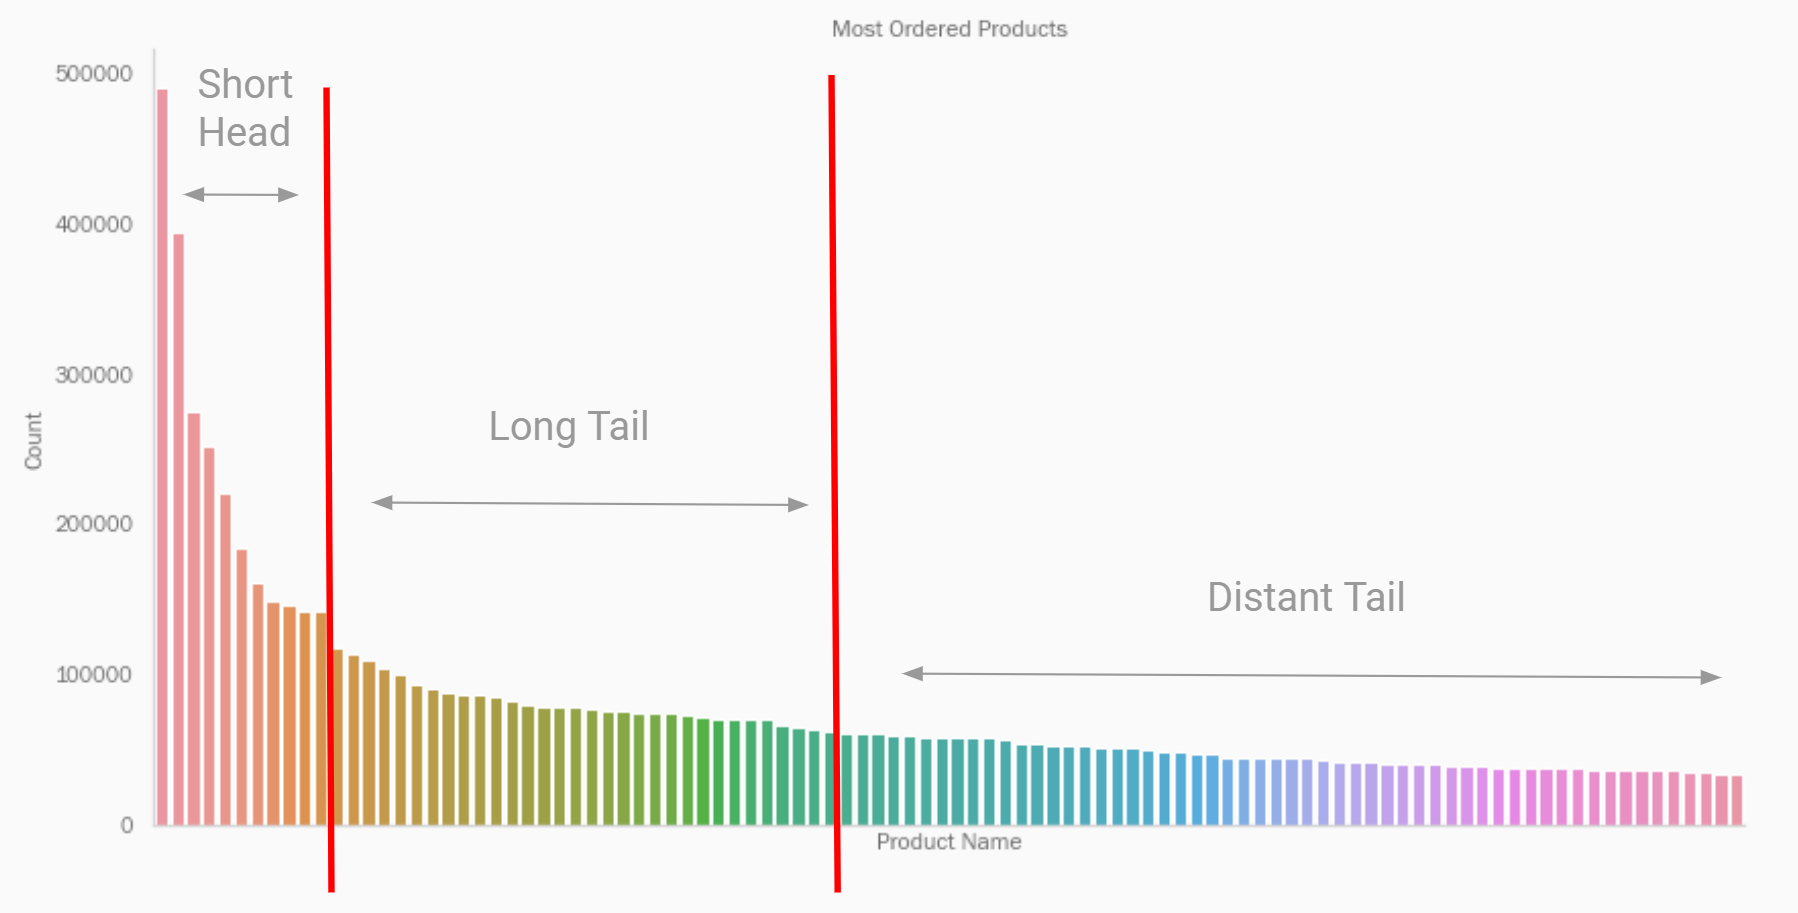 Most Ordered Products
500000
400000
300000
200000
100000
0
Count
Short
Head
Long Tail
Distant Tail
Product Name